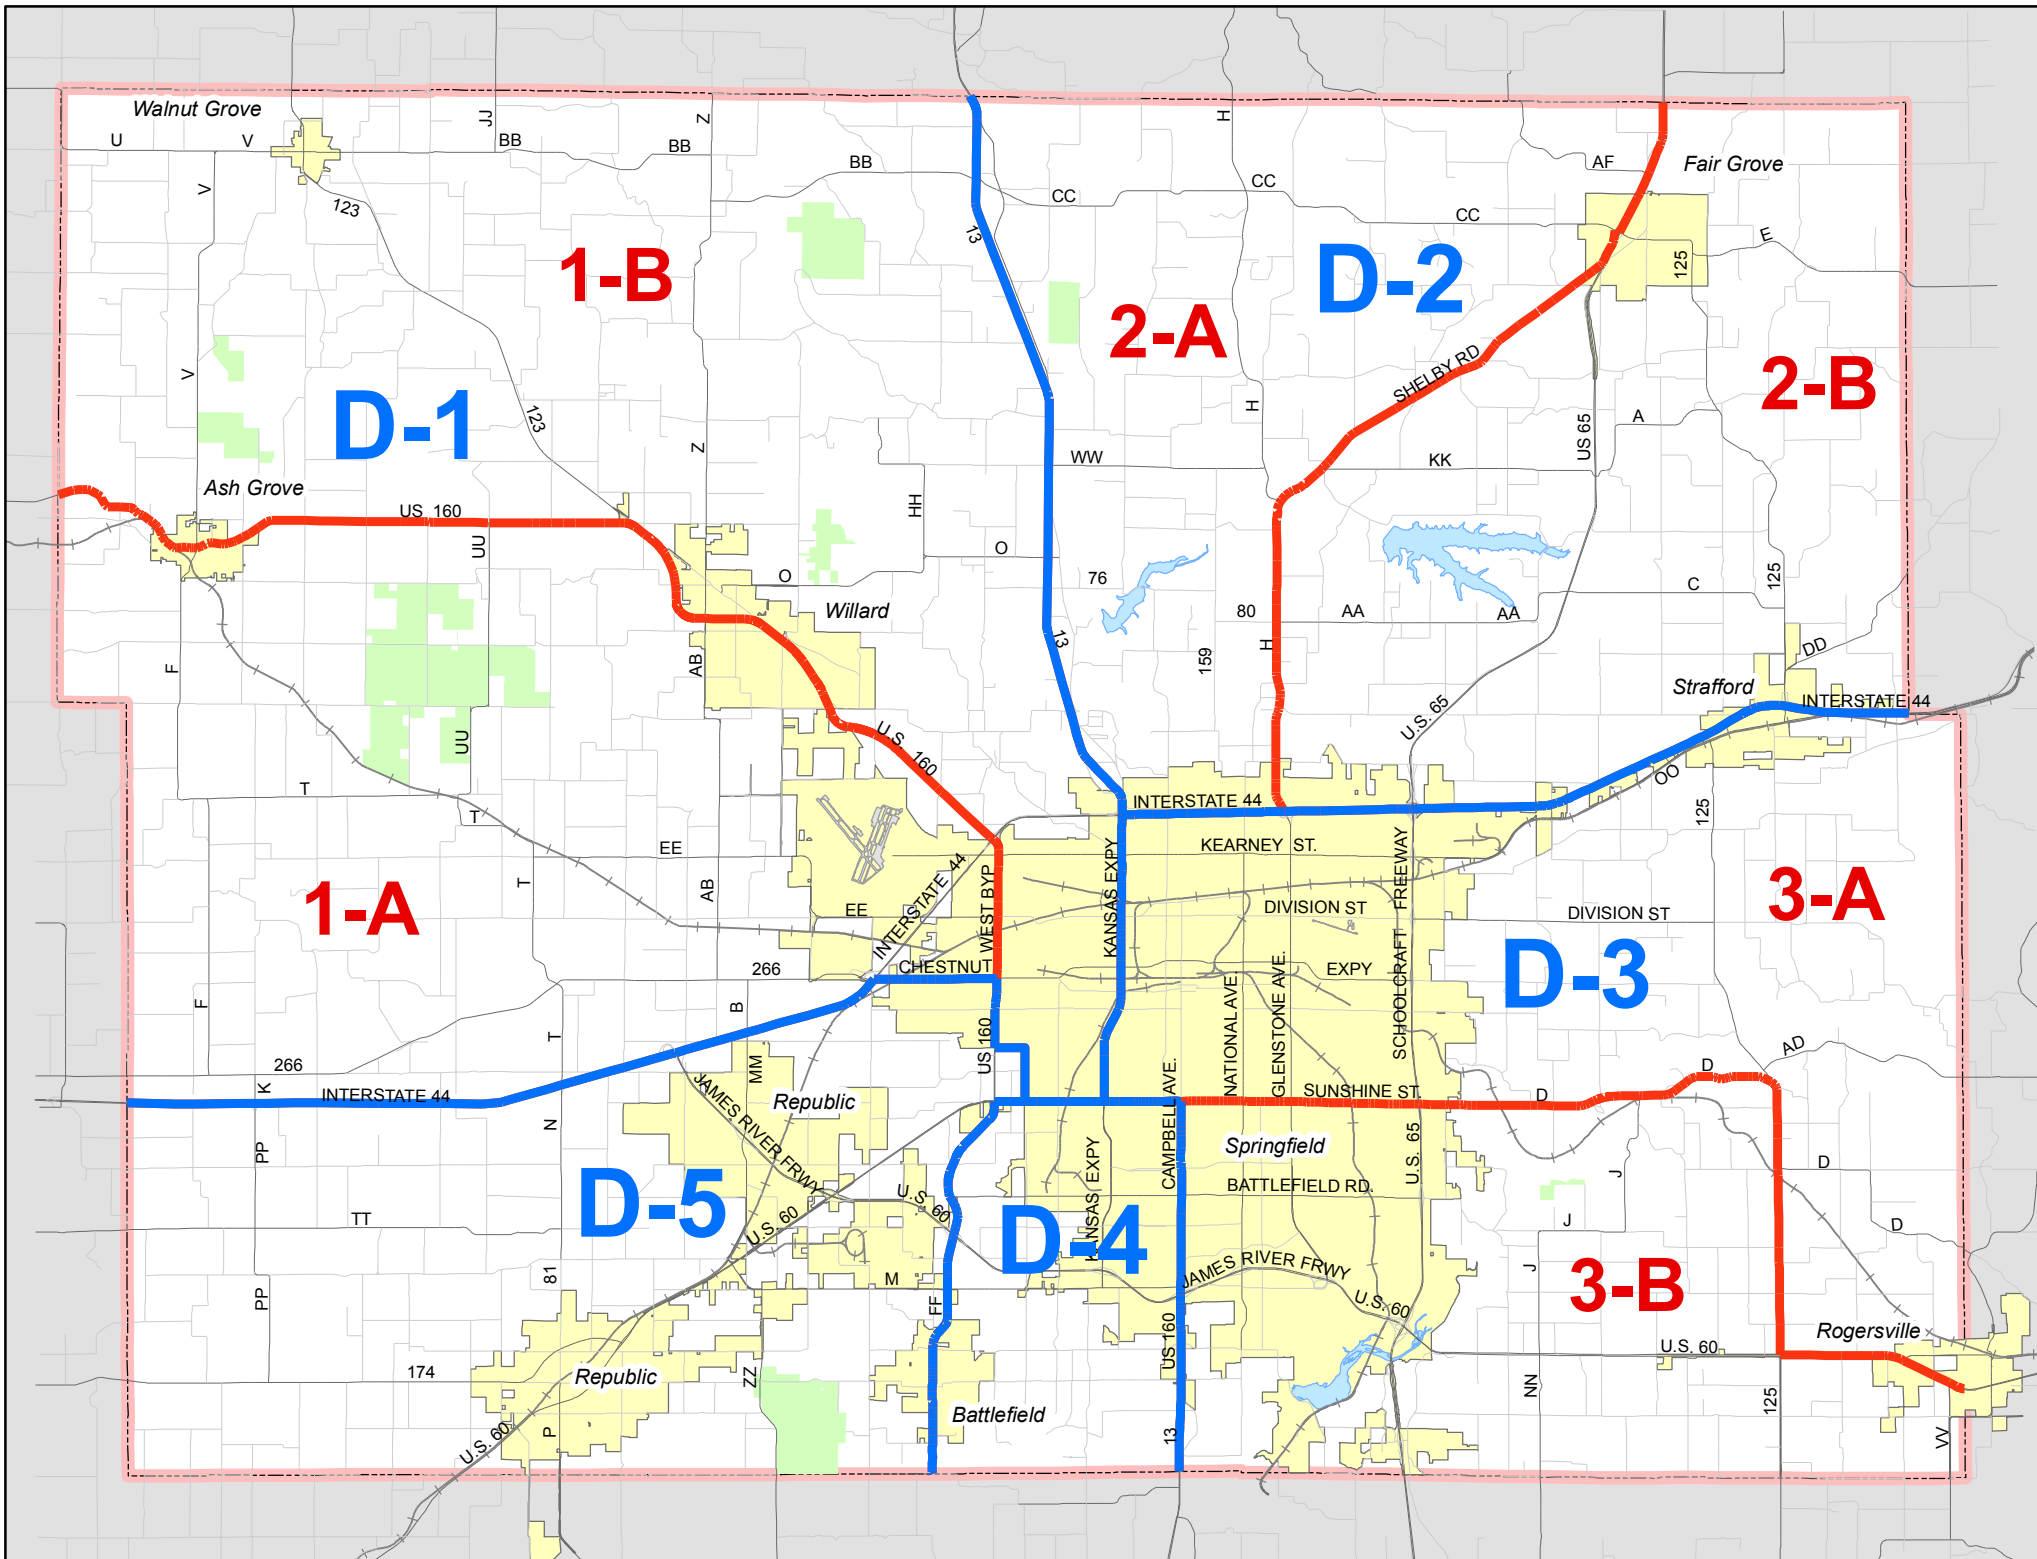 Walnut Grove
Z
H
JJ
U
V
BB
BB
BB
AF
Fair Grove
V
123
CC
CC
CC
E
13
125
1-B
D-2
2-A
SHELBY RD
V
2-B
D-1
123
H
A
US 65
Z
WW
KK
Ash Grove
US 160
HH
UU
O
O
76
125
C
Willard
80
AA
AA
13
H
F
AB
159
DD
Strafford
INTERSTATE 44
UU
U.S. 65
U.S. 160
OO
T
T
INTERSTATE 44
125
KEARNEY ST.
EE
1-A
T
AB
INTERSTATE 44
WEST BYP
KANSAS EXPY
SCHOOLCRAFT FREEWAY
3-A
EE
DIVISION ST
DIVISION ST
266
CHESTNUT
EXPY
D-3
F
B
NATIONAL AVE.
GLENSTONE AVE.
T
US 160
266
MM
AD
K
INTERSTATE 44
JAMES RIVER FRWY
Republic
CAMPBELL AVE.
SUNSHINE ST.
D
D
N
PP
Springfield
U.S. 65
J
D
BATTLEFIELD RD.
D-5
U.S. 60
KANSAS EXPY
D-4
TT
U.S. 60
J
D
81
M
JAMES RIVER FRWY
J
3-B
PP
FF
U.S. 60
Rogersville
US 160
U.S. 60
174
Republic
ZZ
NN
125
Battlefield
U.S. 60
P
13
VV